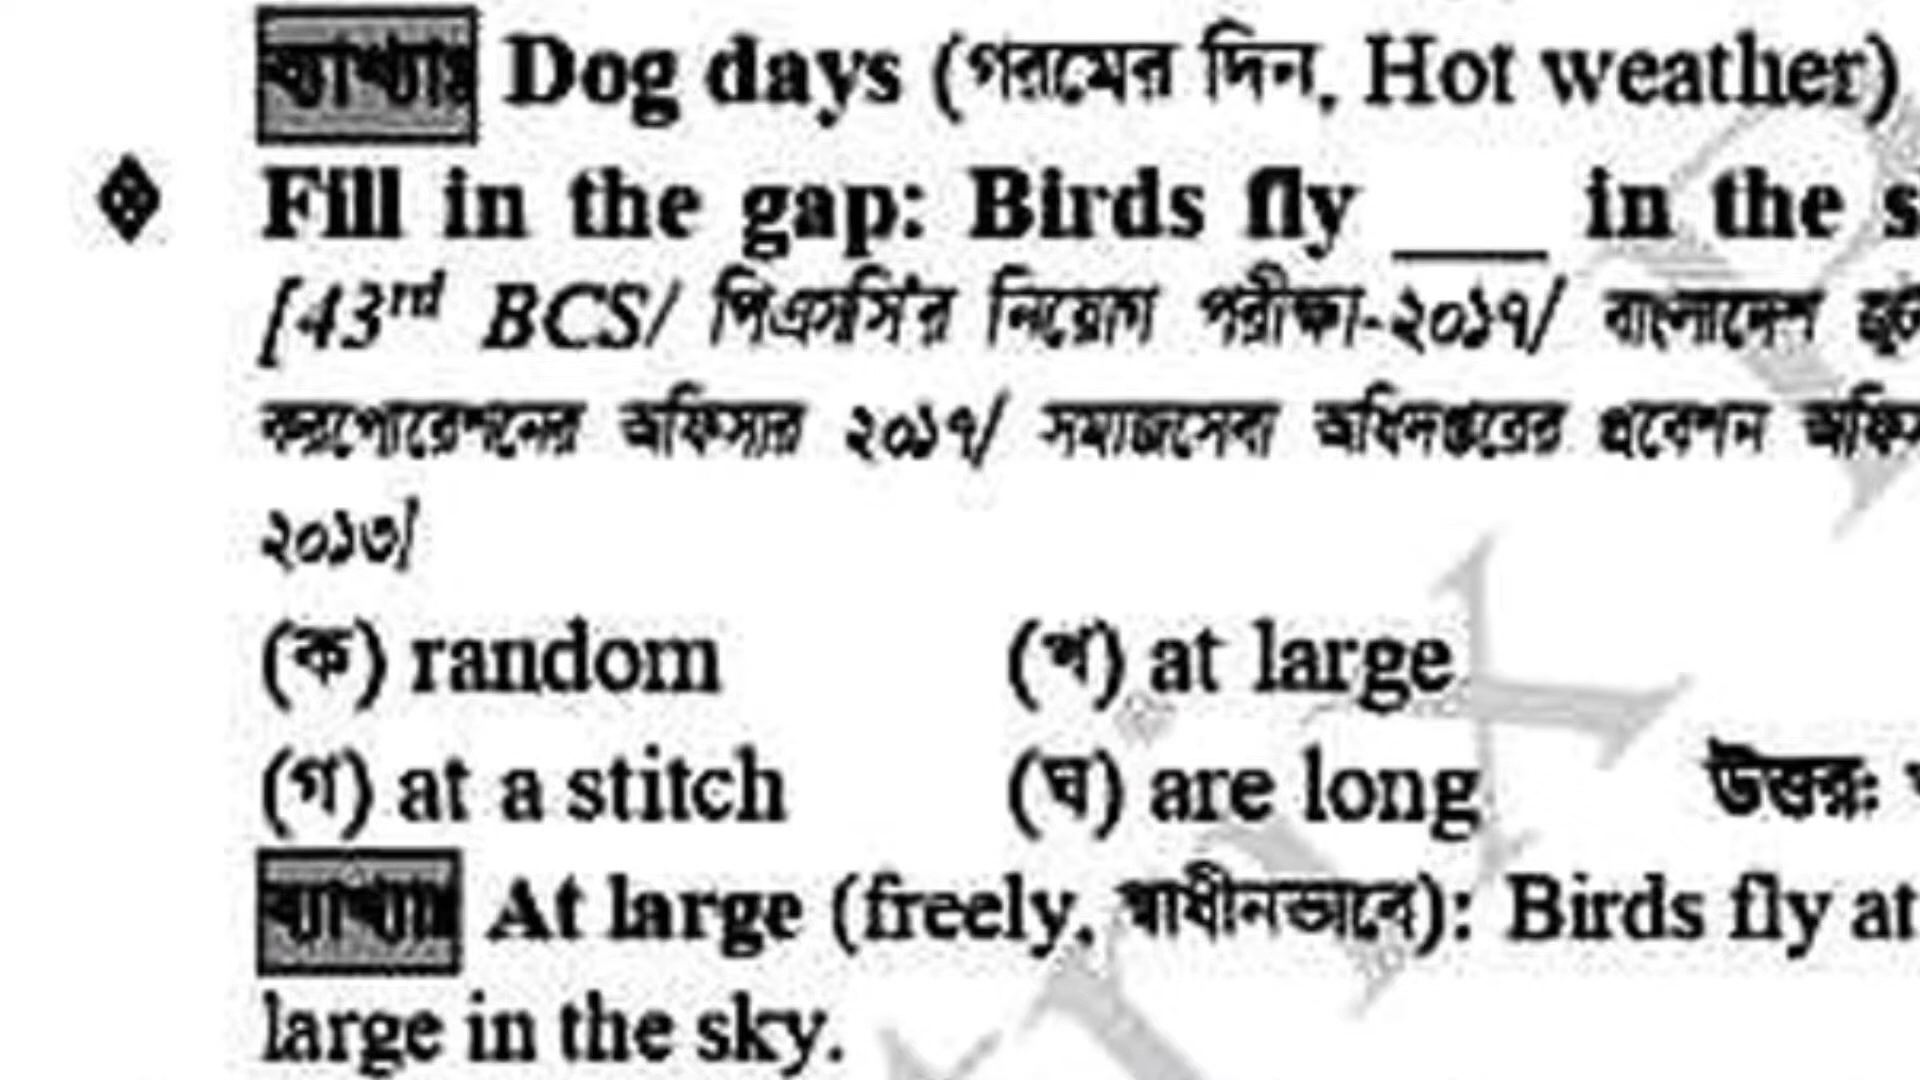 ব্যাখ্যাঃ Dog days (গরমের দিন, Hot weather)
Fill in the gap: Birds fly ___ in the
[43rd BCS/ পিএসসি'র নিয়োগ পরীক্ষা-২০১৭/ বাংলাদেশ
করপোরেশনের অফিসার ২০১৭/ সমাজসেবা অধিদপ্তরের প্রবেশন
২০১৩]
(ক) random (খ) at large
(গ) at a stitch (ঘ) are long উত্তরঃ
ব্যাখ্যাঃ At large (freely, স্বাধীনভাবে): Birds fly at
large in the sky.